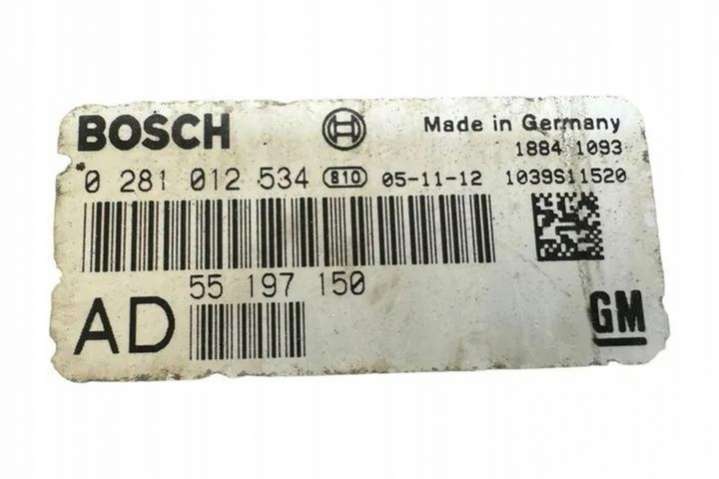 BOSCH Made in Germany
1884 1093
0 281 012 534 810 05-11-12 1039S11520
55 197 150
AD GM